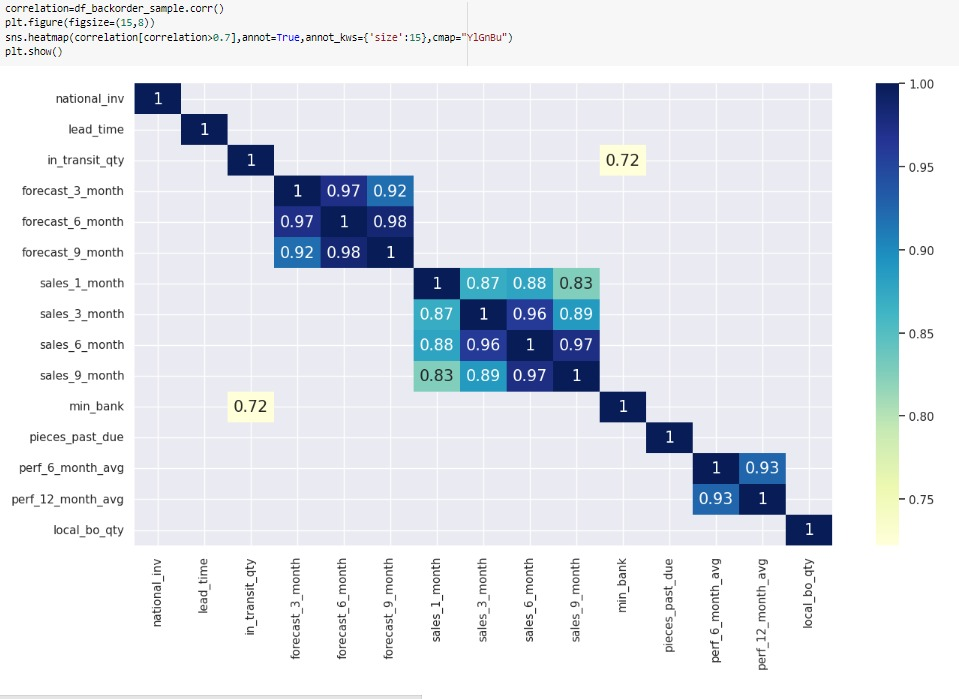 correlation=df_backorder_sample.corr()
plt.figure(figsize=(15,8))
sns.heatmap(correlation[correlation>0.7],annot=True,annot_kws={'size':15},cmap="YlGnBu")
plt.show()
national_inv 1
lead_time 1
in_transit_qty 1 0.72
forecast_3_month 1 0.97 0.92
forecast_6_month 0.97 1 0.98
forecast_9_month 0.92 0.98 1
sales_1_month 1 0.87 0.88 0.83
sales_3_month 0.87 1 0.96 0.89
sales_6_month 0.88 0.96 1 0.97
sales_9_month 0.83 0.89 0.97 1
min_bank 0.72 1
pieces_past_due 1
perf_6_month_avg 1 0.93
perf_12_month_avg 0.93 1
local_bo_qty 1
national_inv
lead_time
in_transit_qty
forecast_3_month
forecast_6_month
forecast_9_month
sales_1_month
sales_3_month
sales_6_month
sales_9_month
min_bank
pieces_past_due
perf_6_month_avg
perf_12_month_avg
local_bo_qty
1.00
0.95
0.90
0.85
0.80
0.75